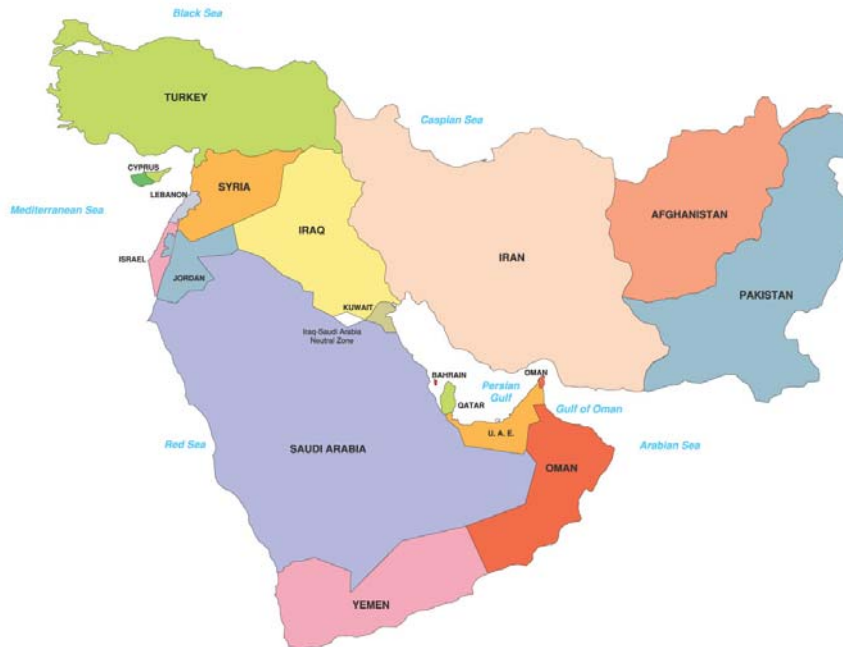 Black Sea
TURKEY
Caspian Sea
CYPRUS
SYRIA
LEBANON
Mediterranean Sea
AFGHANISTAN
IRAQ
ISRAEL
IRAN
JORDAN
PAKISTAN
KUWAIT
Iraq-Saudi Arabia
Neutral Zone
BAHRAIN
OMAN
Persian
Gulf
QATAR
Gulf of Oman
U. A. E.
Red Sea
SAUDI ARABIA
Arabian Sea
OMAN
YEMEN